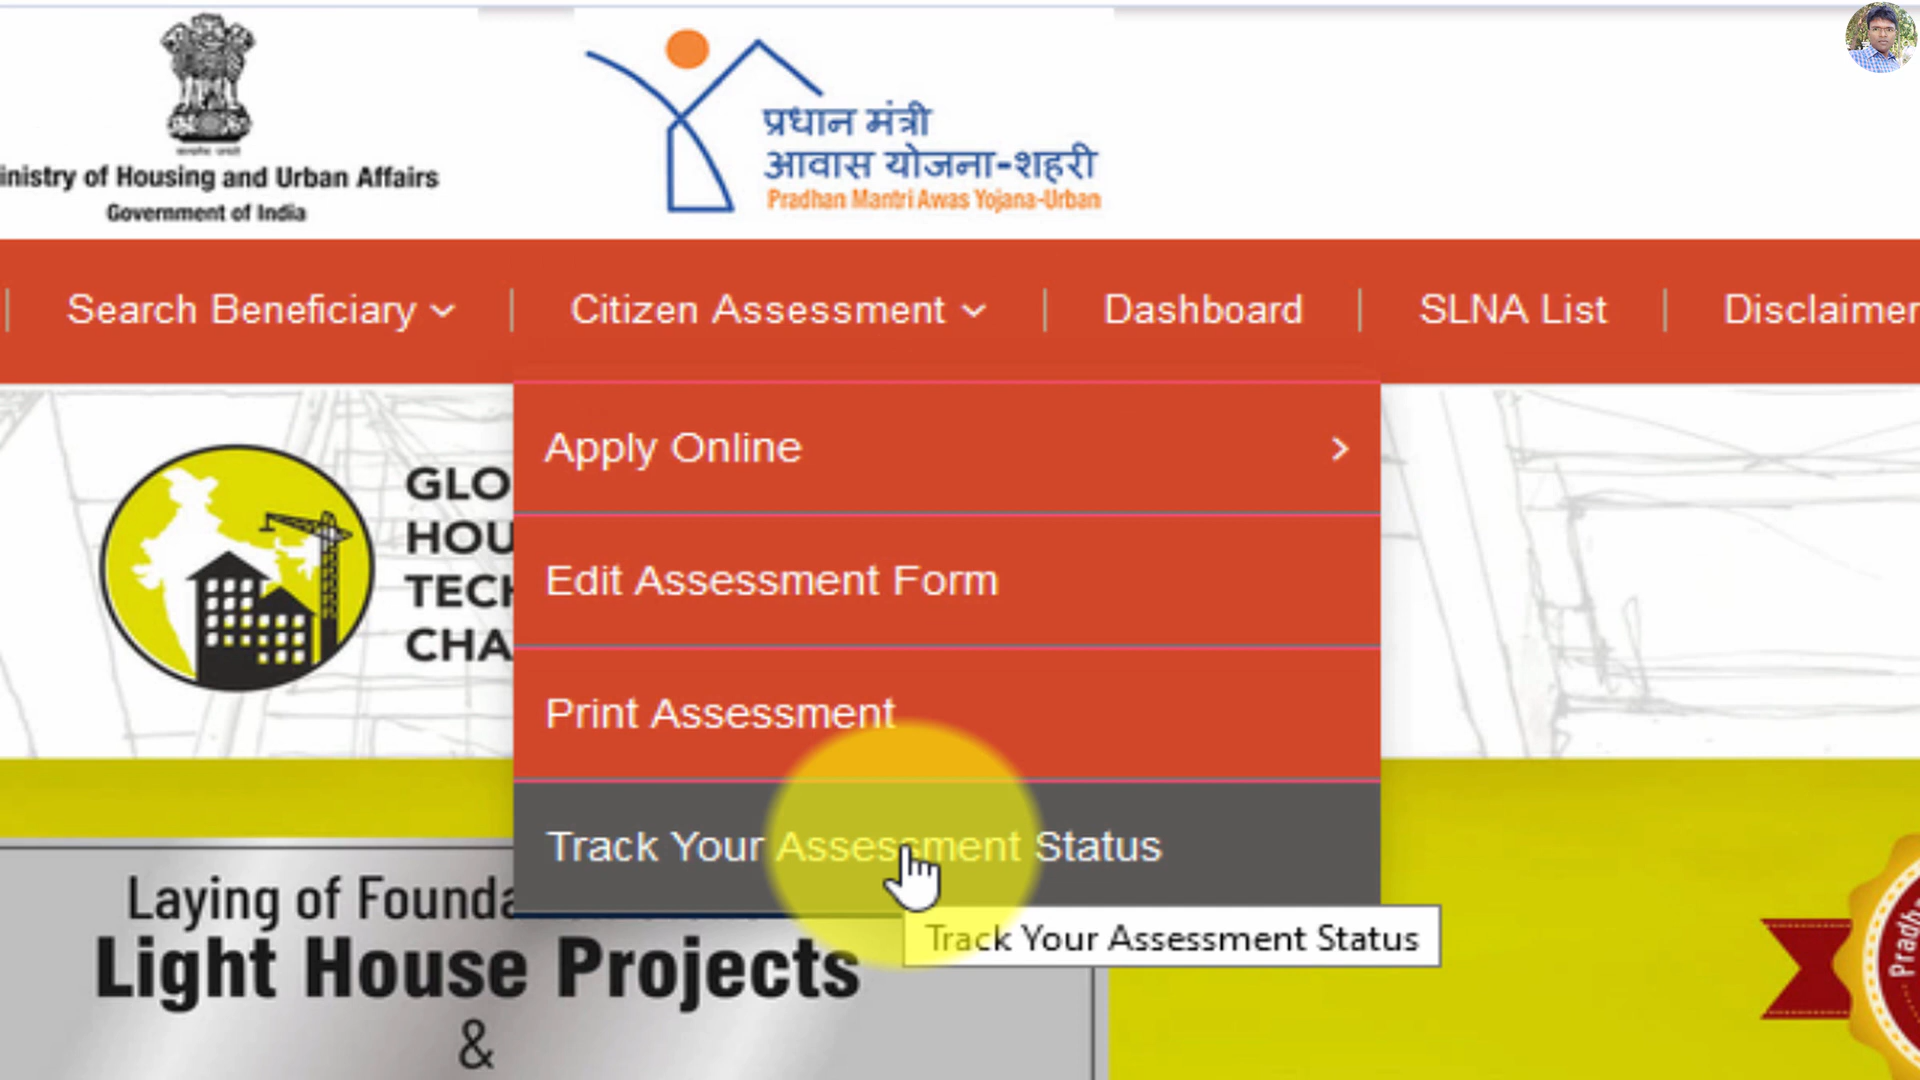 inistry of Housing and Urban Affairs
Government of India
प्रधान मंत्री
आवास योजना-शहरी
Pradhan Mantri Awas Yojana-Urban
Search Beneficiary
Citizen Assessment
Dashboard
SLNA List
Disclaimer
Apply Online
Edit Assessment Form
Print Assessment
Track Your Assessment Status
Track Your Assessment Status
GLO
HOU
TECH
CHA
Laying of Founda
Light House Projects
&
Pradha